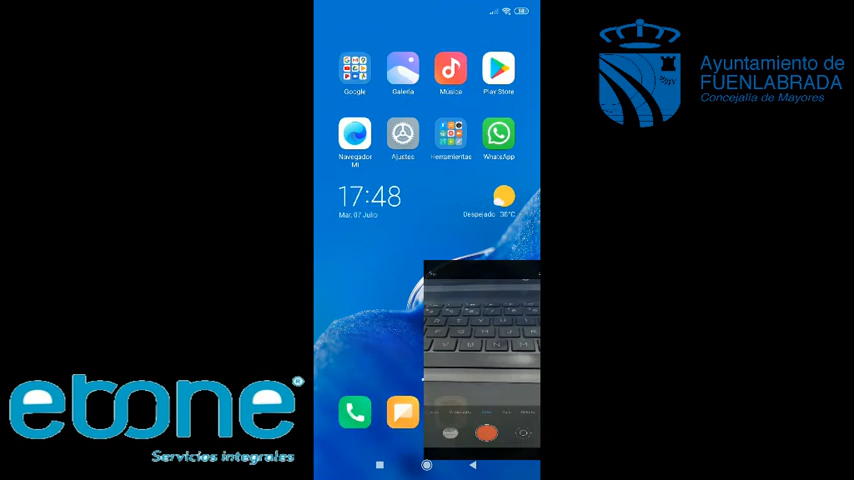 Ayuntamiento de
FUENLABRADA
Concejalía de Mayores
Google
Galería
Música
Play Store
Navegador
Mi
Ajustes
Herramientas
WhatsApp
17:48
Mar. 07 Julio
Despejado 36°C
etone
Servicios integrales